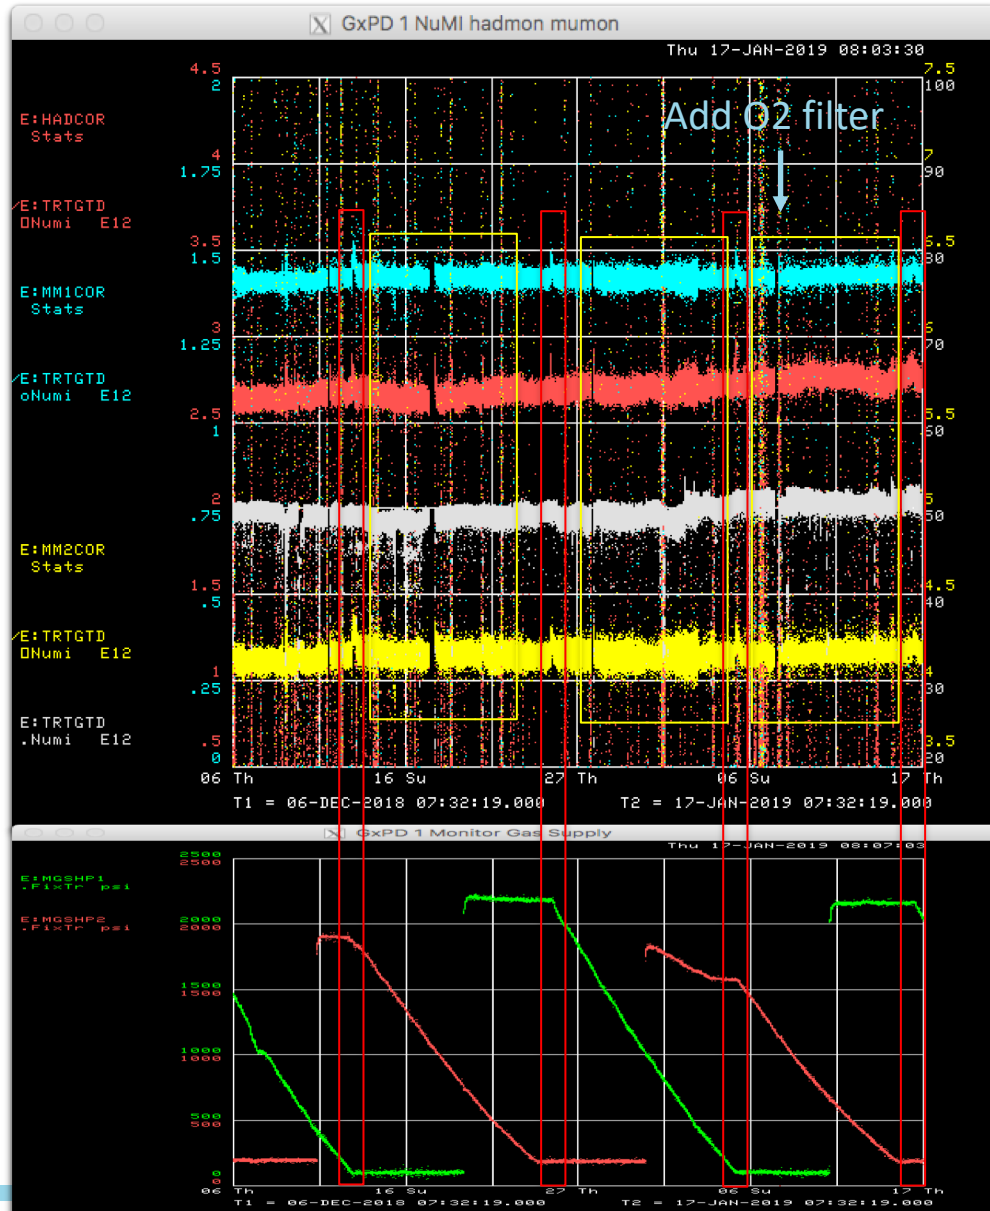 GxPD 1 NuMI hadmon mumon
Thu 17-JAN-2019 08:03:30
4.5 7.5
2 100
Add O2 filter
E:HADCOR
Stats
4 7
1.75 90
E:TRTGTD
Numi E12
3.5 6.5
1.5 80
E:MM1COR
Stats
3
1.25 70
E:TRTGTD
oNumi E12
2.5 5.5
1 60
2 5
.75 50
E:MM2COR
Stats
1.5 4.5
.5 40
E:TRTGTD
Numi E12
1 4
.25 30
E:TRTGTD
.Numi E12
.5 3.5
0 20
06 Th 16 Su 27 Th 06 Su 17 Th
T1 = 06-DEC-2018 07:32:19.000 T2 = 17-JAN-2019 07:32:19.000
GxPD 1 Monitor Gas Supply
Thu 17-JAN-2019 08:07:03
2500
2500
E:MGSHP1
.FixTr psi
E:MGSHP2
.FixTr psi
2000
2000
1500
1500
1000
1000
500
500
0
0
06 Th 16 Su 27 Th 06 Su 17 Th
T1 = 06-DEC-2018 07:32:19.000 T2 = 17-JAN-2019 07:32:19.000